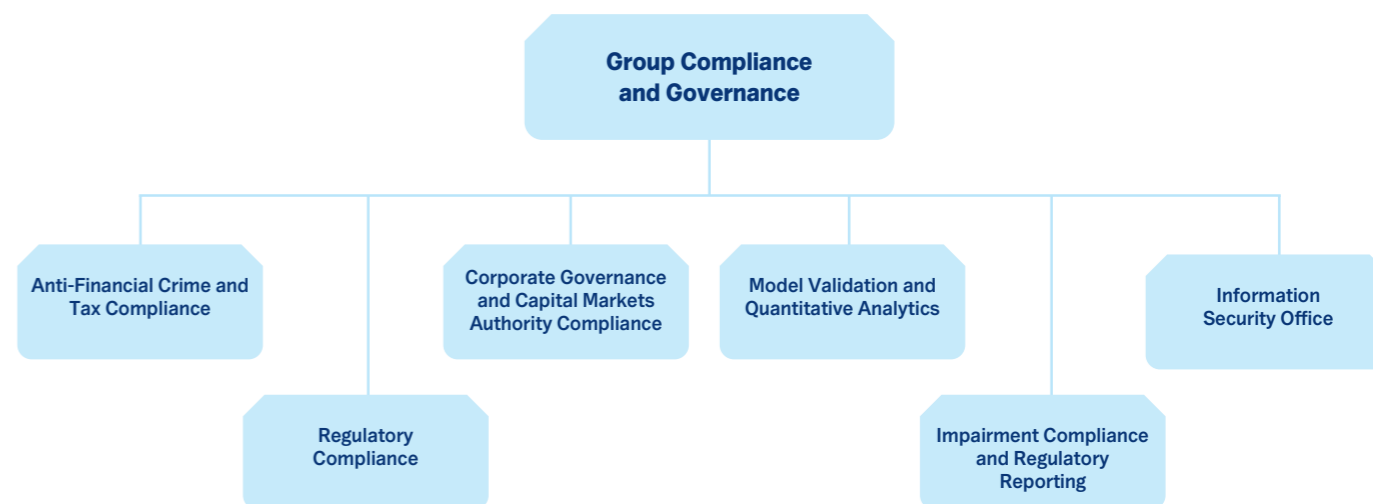 Group Compliance
and Governance
Anti-Financial Crime and
Tax Compliance
Corporate Governance
and Capital Markets
Authority Compliance
Model Validation and
Quantitative Analytics
Information
Security Office
Regulatory
Compliance
Impairment Compliance
and Regulatory
Reporting